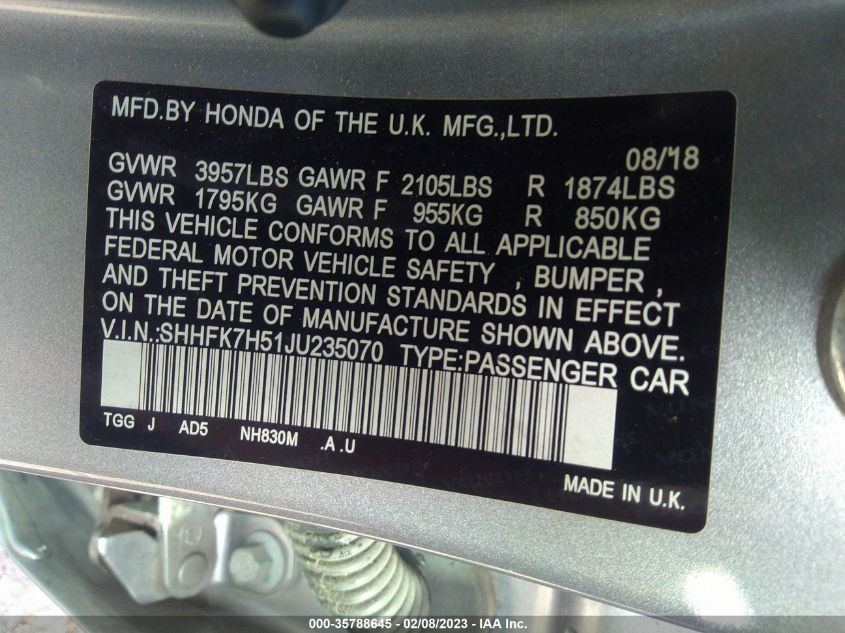 MFD.BY HONDA OF THE U.K. MFG.,LTD.
08/'18
GVWR 3957LBS GAWR F 2105LBS R 1874LBS
GVWR 1795KG GAWR F 955KG R 850KG
THIS VEHICLE CONFORMS TO ALL APPLICABLE
FEDERAL MOTOR VEHICLE SAFETY , BUMPER ,
AND THEFT PREVENTION STANDARDS IN EFFECT
ON THE DATE OF MANUFACTURE SHOWN ABOVE.
V.I.N.:SHHFK7H51JU235070 TYPE:PASSENGER CAR
TGG J AD5 NH830M .A.U
MADE IN U.K.
000-35788645 - 02/08/2023 - IAA Inc.